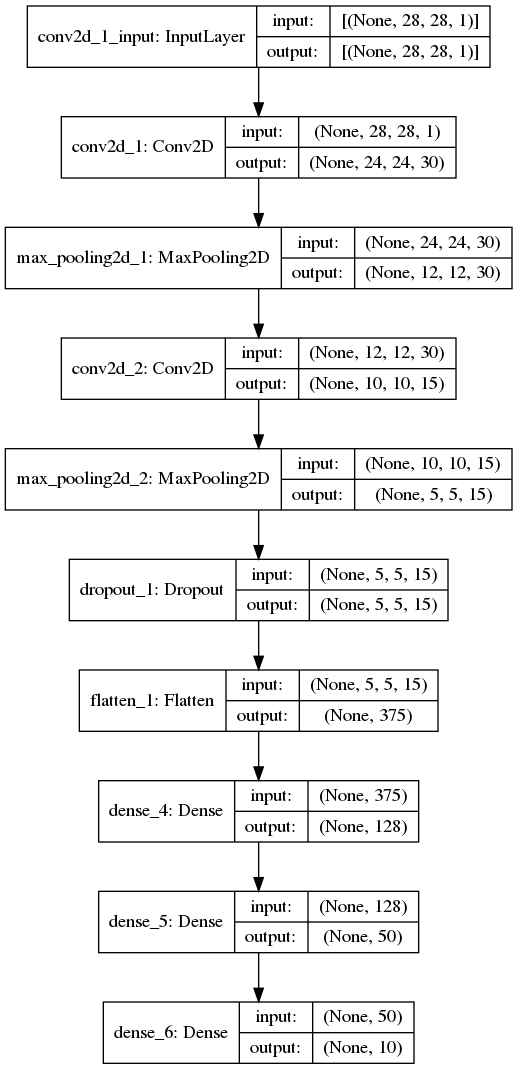 conv2d_1_input: InputLayer
input: [(None, 28, 28, 1)]
output: [(None, 28, 28, 1)]
conv2d_1: Conv2D
input: (None, 28, 28, 1)
output: (None, 24, 24, 30)
max_pooling2d_1: MaxPooling2D
input: (None, 24, 24, 30)
output: (None, 12, 12, 30)
conv2d_2: Conv2D
input: (None, 12, 12, 30)
output: (None, 10, 10, 15)
max_pooling2d_2: MaxPooling2D
input: (None, 10, 10, 15)
output: (None, 5, 5, 15)
dropout_1: Dropout
input: (None, 5, 5, 15)
output: (None, 5, 5, 15)
flatten_1: Flatten
input: (None, 5, 5, 15)
output: (None, 375)
dense_4: Dense
input: (None, 375)
output: (None, 128)
dense_5: Dense
input: (None, 128)
output: (None, 50)
dense_6: Dense
input: (None, 50)
output: (None, 10)